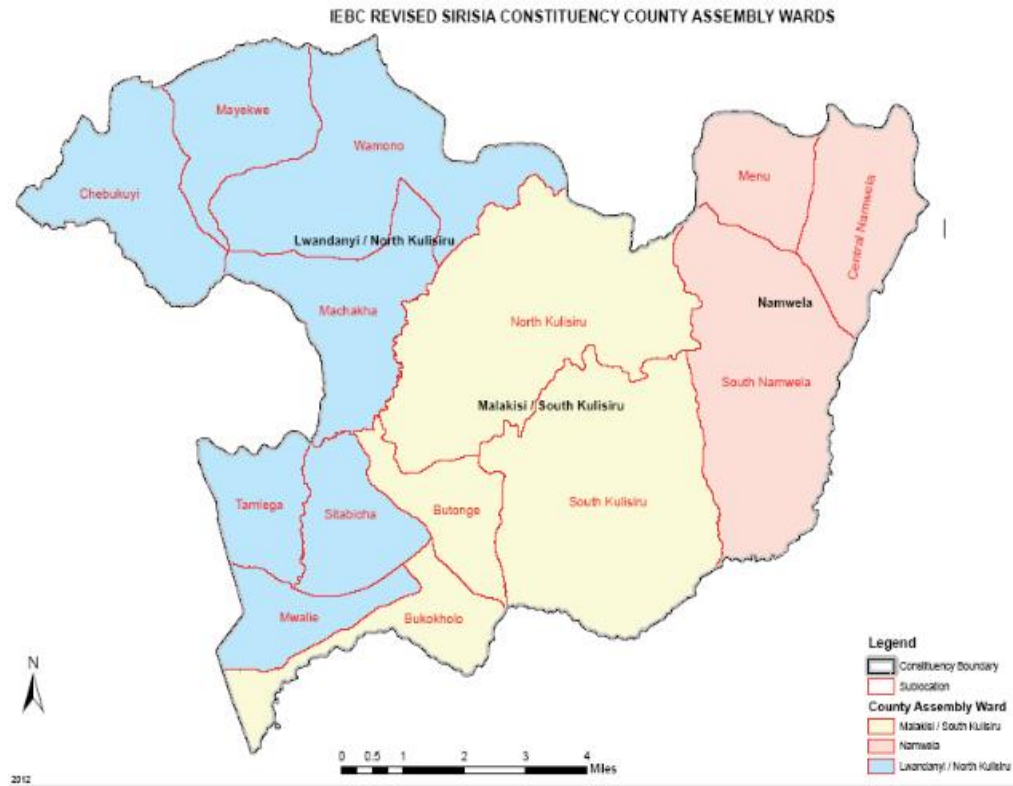 IEBC REVISED SIRISIA CONSTITUENCY COUNTY ASSEMBLY WARDS
Mayekwe
Wamono
Chebukuyi
Menu
Central Namwela
Lwandanyi / North Kulisiru
Machakha
Namwela
North Kulisiru
South Namwela
Malakisi / South Kulisiru
Tamiega
Sitabicha
Butonge
South Kulisiru
Mwalie
Bukokholo
N
Legend
Constituency Boundary
Sublocation
County Assembly Ward
Malakisi / South Kulisiru
Namwela
Lwandanyi / North Kulisiru
0 0.5 1 2 3 4
Miles
2012